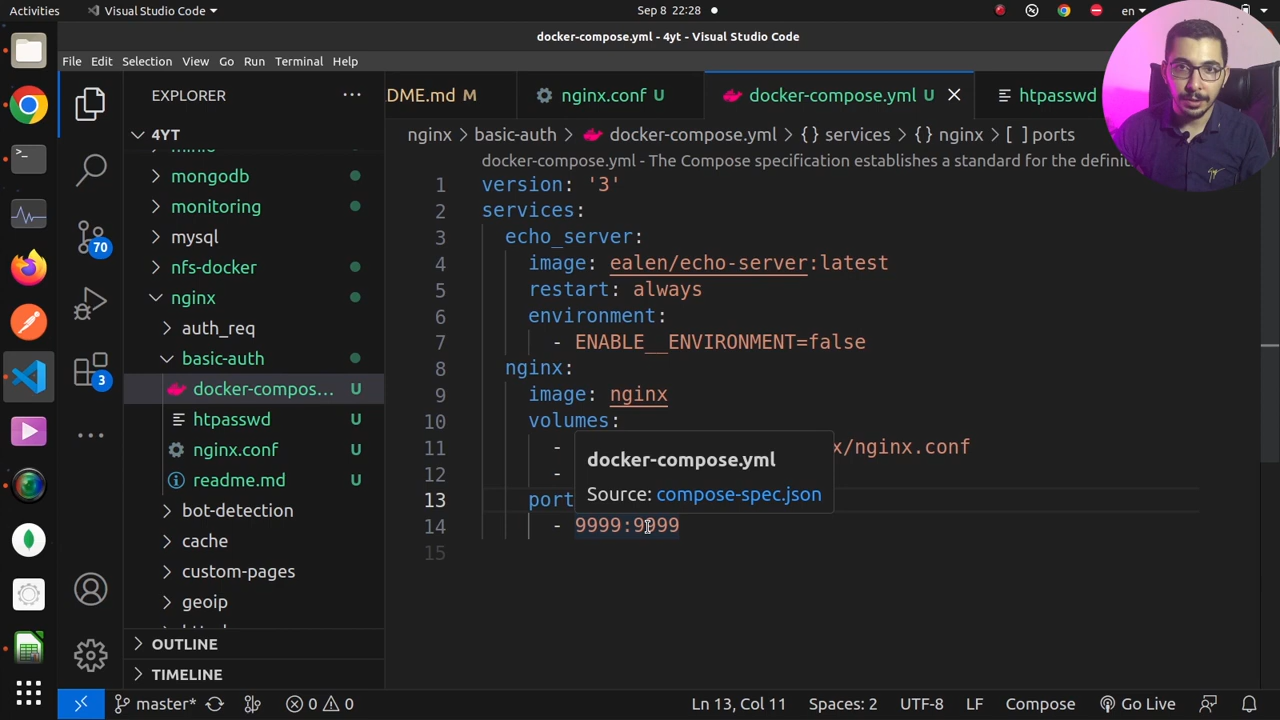 Activities
Visual Studio Code
Sep 8 22:28
en
docker-compose.yml - 4yt - Visual Studio Code
File Edit Selection View Go Run Terminal Help
EXPLORER
DME.md M
nginx.conf U
docker-compose.yml U
htpasswd
4YT
nginx > basic-auth > docker-compose.yml > {} services > {} nginx > [ ] ports
mongodb
monitoring
mysql
nfs-docker
nginx
auth_req
basic-auth
docker-compos... U
htpasswd U
nginx.conf U
readme.md U
bot-detection
cache
custom-pages
geoip
OUTLINE
TIMELINE
70
3
docker-compose.yml - The Compose specification establishes a standard for the definiti
1 version: '3'
2 services:
3 echo_server:
4 image: ealen/echo-server:latest
5 restart: always
6 environment:
7 - ENABLE__ENVIRONMENT=false
8 nginx:
9 image: nginx
10 volumes:
11 - x/nginx.conf
12 -
13 port
14 - 9999:9999
15
docker-compose.yml
Source: compose-spec.json
master* 0 0 Ln 13, Col 11 Spaces: 2 UTF-8 LF Compose Go Live